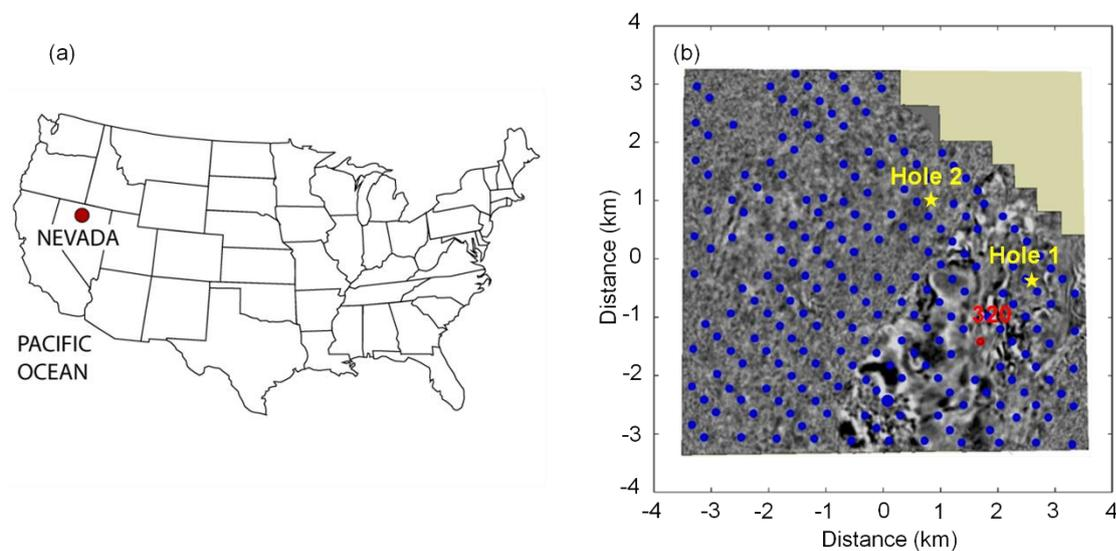 (a)
NEVADA
PACIFIC
OCEAN
(b)
4
3
2
1
0
-1
-2
-3
-4
Distance (km)
Hole 2
Hole 1
320
-4 -3 -2 -1 0 1 2 3 4
Distance (km)